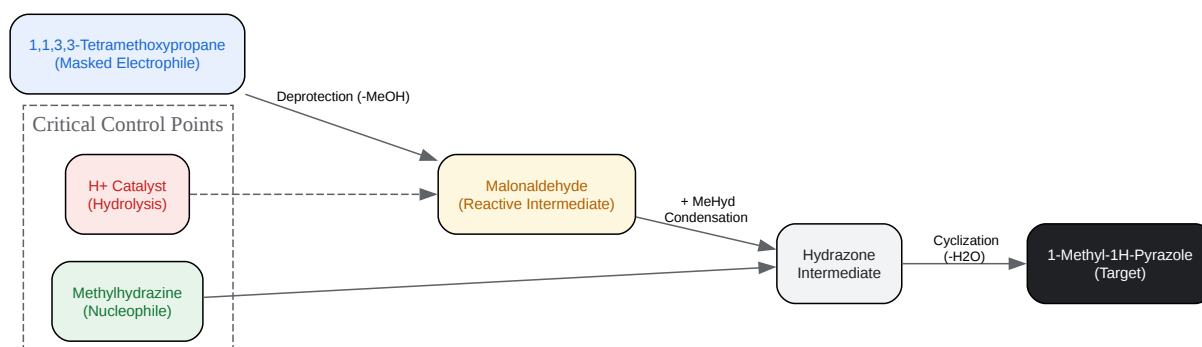 1,1,3,3-Tetramethoxypropane
(Masked Electrophile)
Deprotection (-MeOH)
Critical Control Points
H+ Catalyst
(Hydrolysis)
Malonaldehyde
(Reactive Intermediate)
+ MeHyd
Condensation
Methylhydrazine
(Nucleophile)
Hydrazone
Intermediate
Cyclization
(-H2O)
1-Methyl-1H-Pyrazole
(Target)